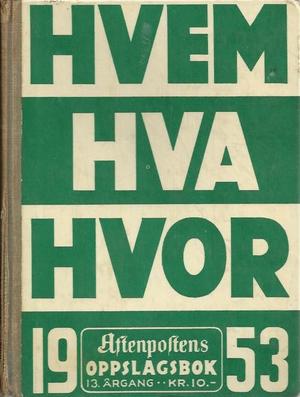 HVEM
HVA
HVOR
19 53
Aftenpostens
OPPSLAGSBOK
13. ÅRGANG ·· KR. 10.-